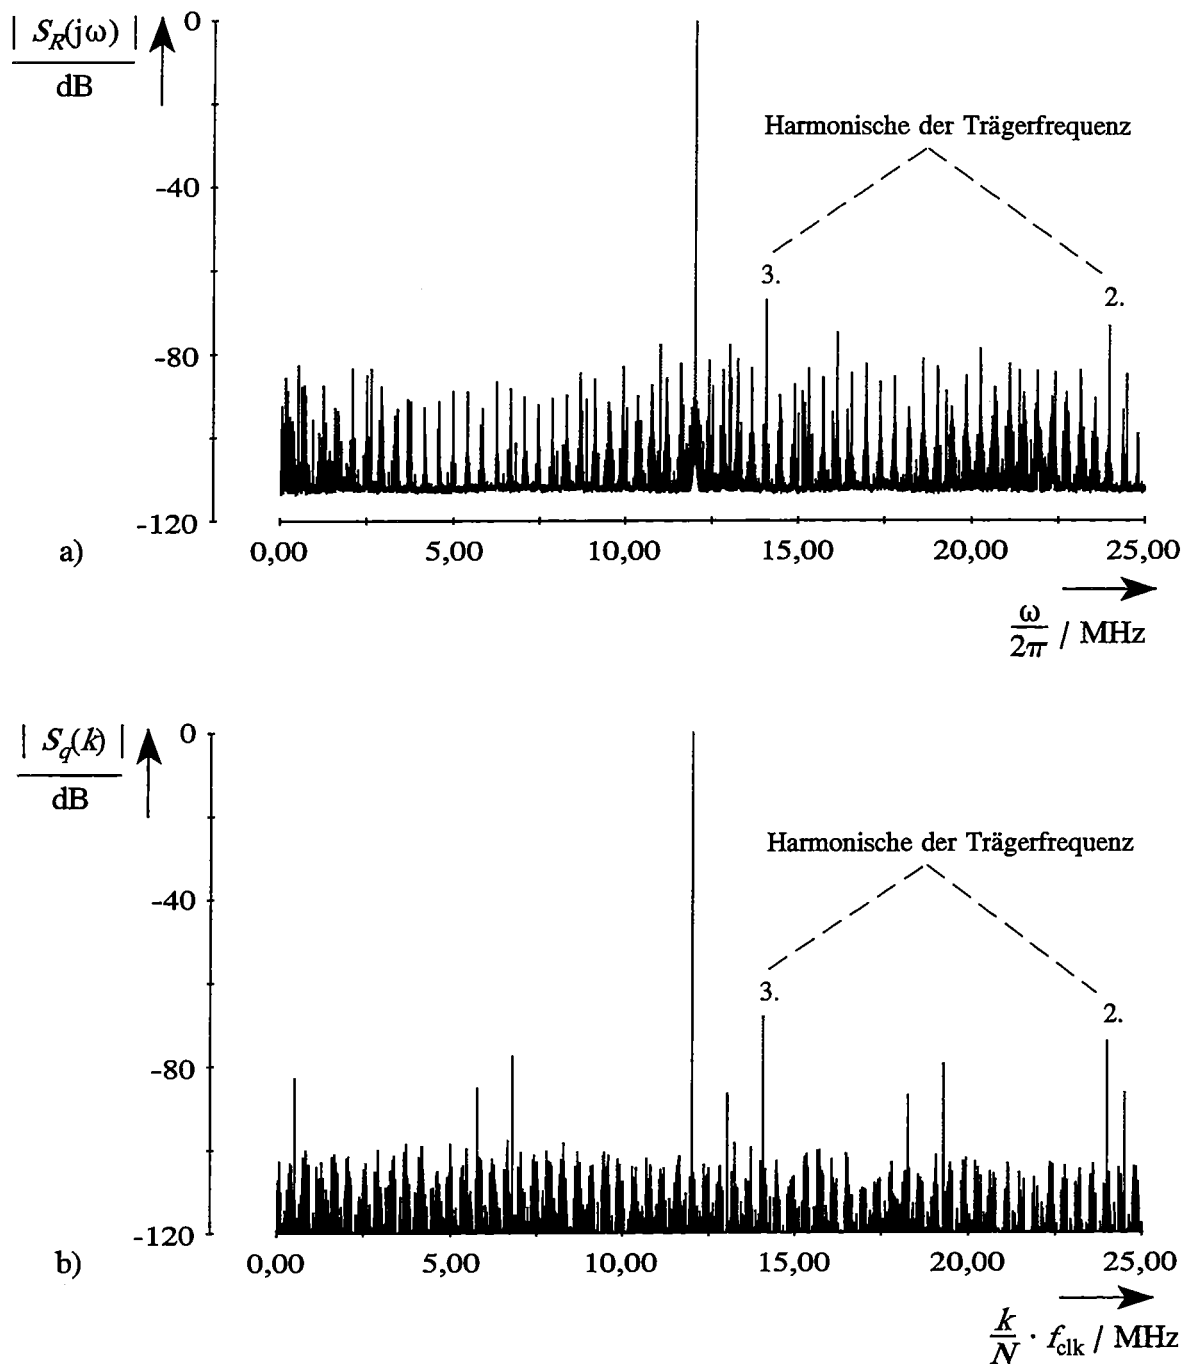 | S_R(jω) |
dB
0
-40
-80
-120
Harmonische der Trägerfrequenz
3.
2.
a)
0,00 5,00 10,00 15,00 20,00 25,00
ω
2π / MHz
| S_q(k) |
dB
0
-40
-80
-120
Harmonische der Trägerfrequenz
3.
2.
b)
0,00 5,00 10,00 15,00 20,00 25,00
k
N · f_clk / MHz